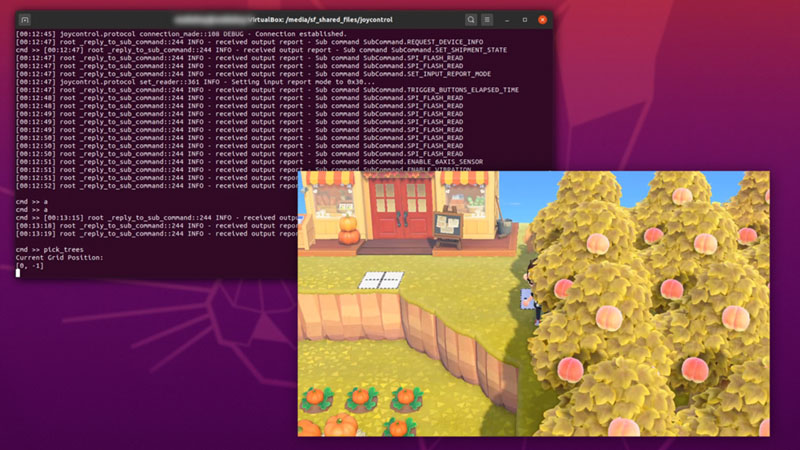 VirtualBox: /media/sf_shared_files/joycontrol
[00:12:45] joycontrol.protocol connection_made::108 DEBUG - Connection established.
[00:12:47] root _reply_to_sub_command::244 INFO - received output report - Sub command SubCommand.REQUEST_DEVICE_INFO
cmd >> [00:12:47] root _reply_to_sub_command::244 INFO - received output report - Sub command SubCommand.SET_SHIPMENT_STATE
[00:12:47] root _reply_to_sub_command::244 INFO - received output report - Sub command SubCommand.SPI_FLASH_READ
[00:12:47] root _reply_to_sub_command::244 INFO - received output report - Sub command SubCommand.SPI_FLASH_READ
[00:12:47] root _reply_to_sub_command::244 INFO - received output report - Sub command SubCommand.SET_INPUT_REPORT_MODE
[00:12:47] joycontrol.protocol set_reader::361 INFO - Setting input report mode to 0x30...
[00:12:47] root _reply_to_sub_command::244 INFO - received output report - Sub command SubCommand.TRIGGER_BUTTONS_ELAPSED_TIME
[00:12:48] root _reply_to_sub_command::244 INFO - received output report - Sub command SubCommand.SPI_FLASH_READ
[00:12:48] root _reply_to_sub_command::244 INFO - received output report - Sub command SubCommand.SPI_FLASH_READ
[00:12:49] root _reply_to_sub_command::244 INFO - received output report - Sub command SubCommand.SPI_FLASH_READ
[00:12:49] root _reply_to_sub_command::244 INFO - received output report - Sub command SubCommand.SPI_FLASH_READ
[00:12:49] root _reply_to_sub_command::244 INFO - received output report - Sub command SubCommand.SPI_FLASH_READ
[00:12:50] root _reply_to_sub_command::244 INFO - received output report - Sub command SubCommand.SPI_FLASH_READ
[00:12:50] root _reply_to_sub_command::244 INFO - received output report - Sub command SubCommand.SPI_FLASH_READ
[00:12:50] root _reply_to_sub_command::244 INFO - received output report - Sub command SubCommand.SPI_FLASH_READ
[00:12:51] root _reply_to_sub_command::244 INFO - received output report - Sub command SubCommand.ENABLE_6AXIS_SENSOR
[00:12:51] root _reply_to_sub_command::244 INFO - received output report - Sub command SubCommand.ENABLE_VIBRATION
[00:12:52] root _reply_to_sub_command::244 INFO - received output repo
[00:12:52] root _reply_to_sub_command::244 INFO - received output repo
cmd >> a
cmd >> a
cmd >> [00:13:15] root _reply_to_sub_command::244 INFO - received outp
[00:13:18] root _reply_to_sub_command::244 INFO - received output repo
[00:13:19] root _reply_to_sub_command::244 INFO - received output repo
cmd >> pick_trees
Current Grid Position:
[0, -1]